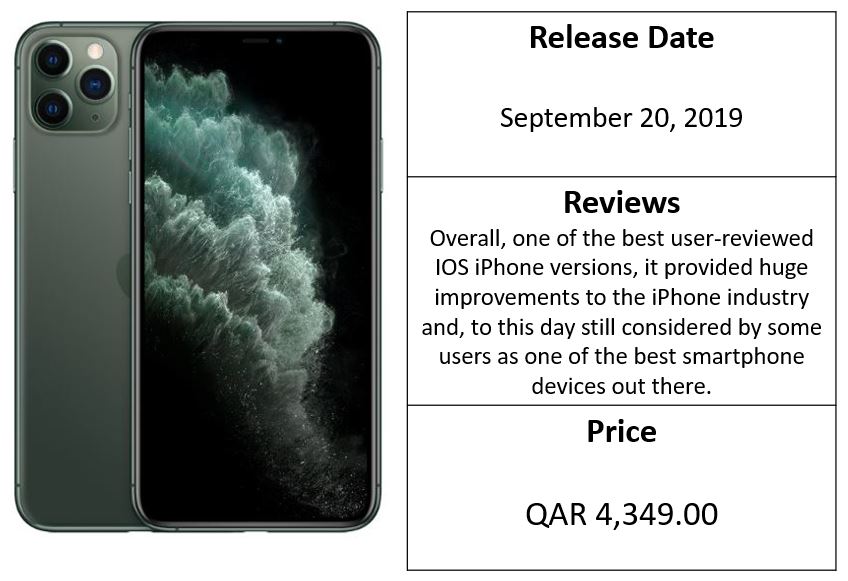 Release Date
September 20, 2019
Reviews
Overall, one of the best user-reviewed
IOS iPhone versions, it provided huge
improvements to the iPhone industry
and, to this day still considered by some
users as one of the best smartphone
devices out there.
Price
QAR 4,349.00